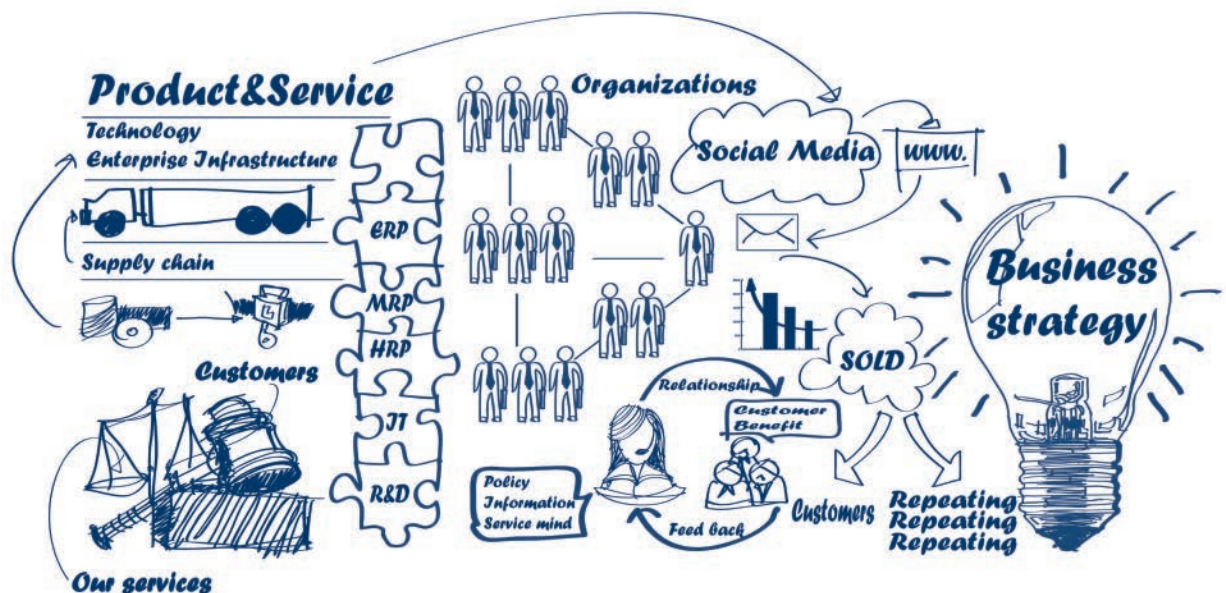 Product&Service
Technology
Enterprise Infrastructure
Supply chain
Customers
Our services
ERP
MRP
HRP
IT
R&D
Organizations
Social Media
www.
SOLD
Relationship
Customer
Benefit
Policy
Information
Service mind
Feed back
Customers
Repeating
Repeating
Repeating
Business
strategy